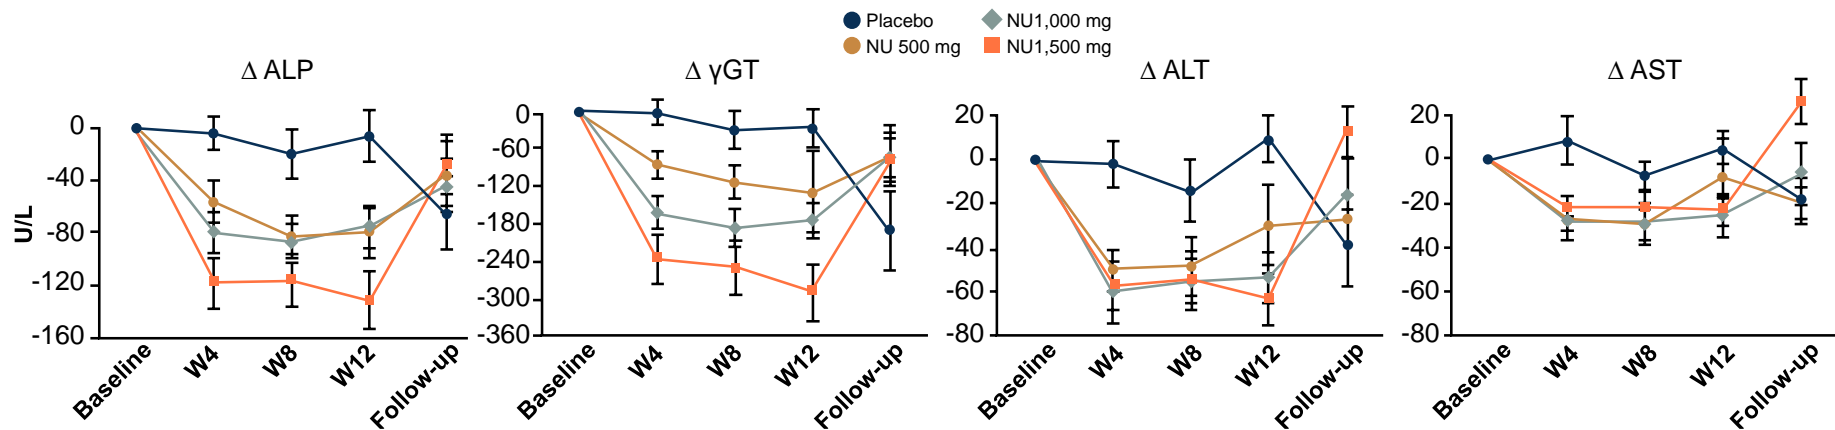 Placebo
NU1,000 mg
NU 500 mg
NU1,500 mg
Δ ALP
Δ γGT
Δ ALT
Δ AST
U/L
0
-40
-80
-120
-160
Baseline
W4
W8
W12
Follow-up
0
-60
-120
-180
-240
-300
-360
Baseline
W4
W8
W12
Follow-up
20
0
-20
-40
-60
-80
Baseline
W4
W8
W12
Follow-up
20
0
-20
-40
-60
-80
Baseline
W4
W8
W12
Follow-up